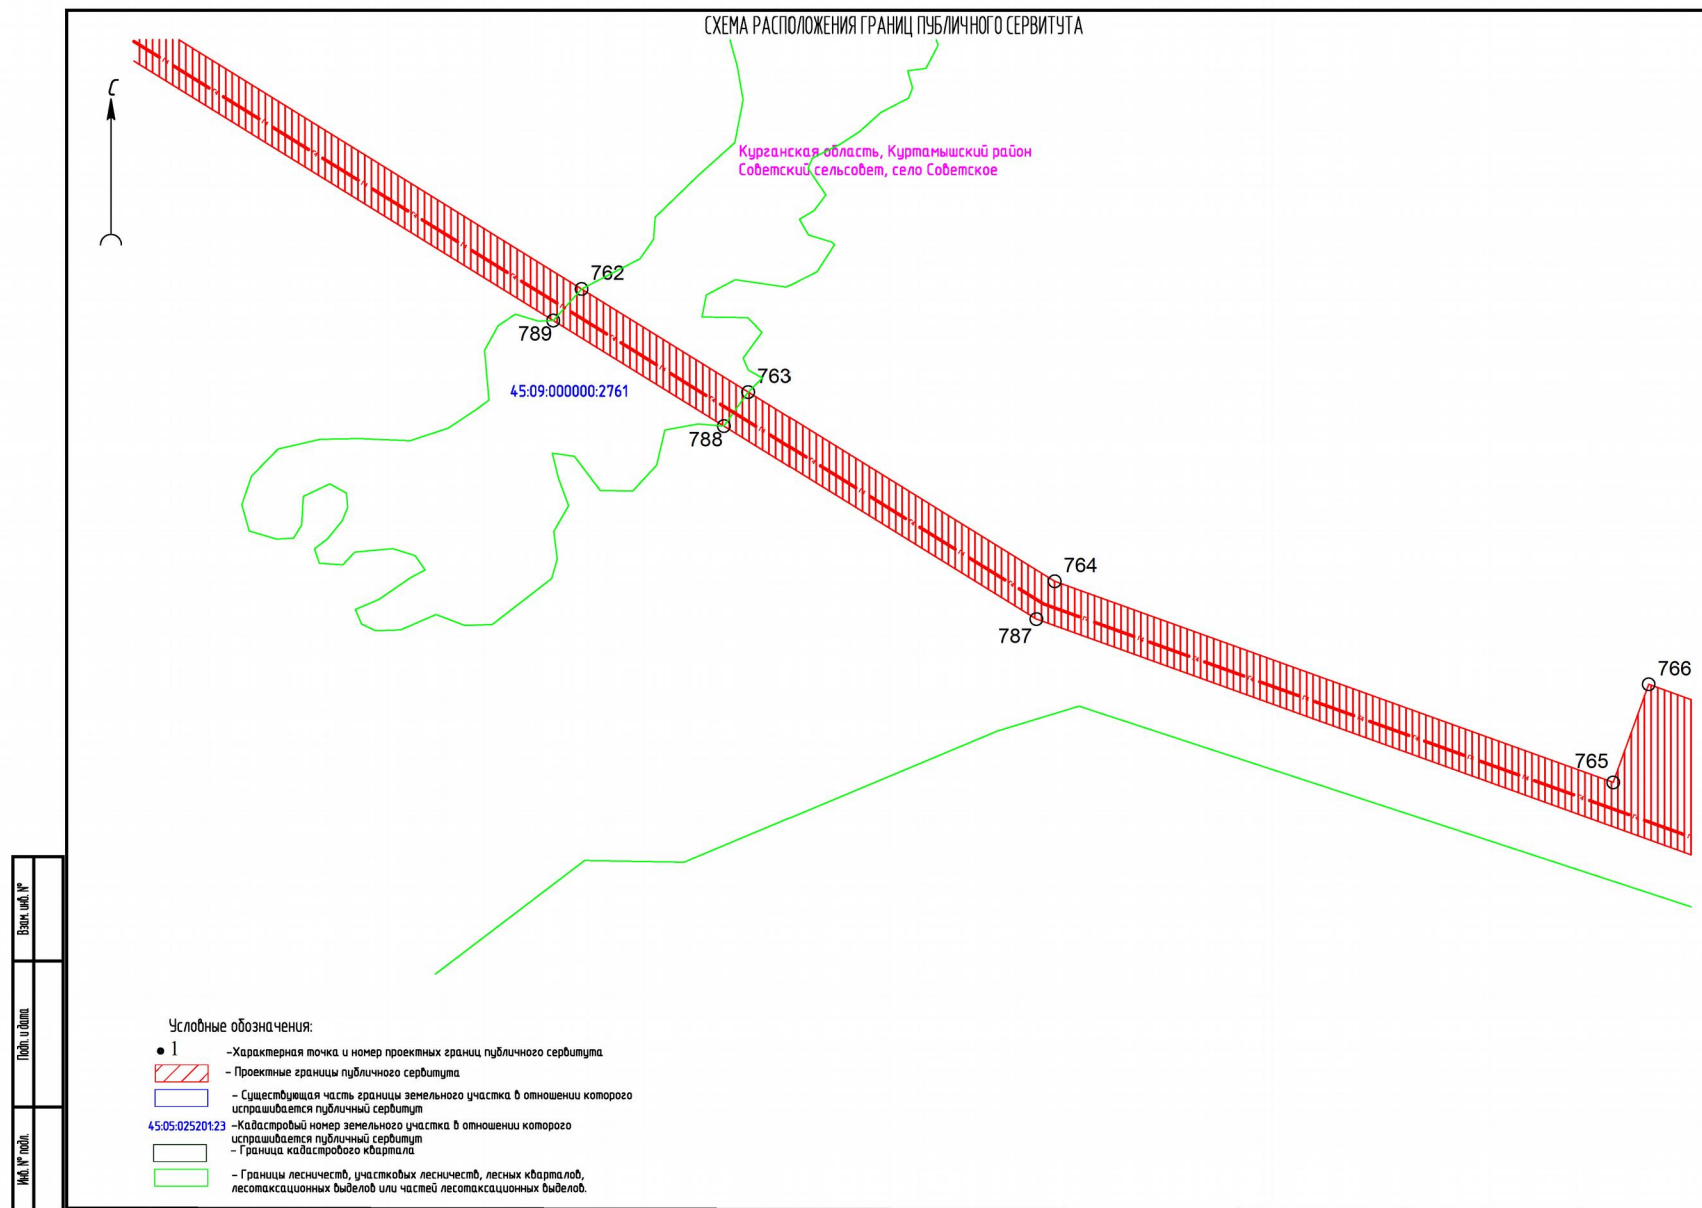 СХЕМА РАСПОЛОЖЕНИЯ ГРАНИЦ ПУБЛИЧНОГО СЕРВИТУТА
С
Курганская область, Куртамышский район
Советский сельсовет, село Советское
762
789
763
45:09:000000:2761
788
764
787
766
765
Взам. инв. №
Подп. и дата
Инв. № подл.
Условные обозначения:
1 -Характерная точка и номер проектных границ публичного сервитута
- Проектные границы публичного сервитута
- Существующая часть границы земельного участка в отношении которого
испрашивается публичный сервитут
45:05:025201:23 -Кадастровый номер земельного участка в отношении которого
испрашивается публичный сервитут
- Граница кадастрового квартала
- Границы лесничеств, участковых лесничеств, лесных кварталов,
лесотаксационных выделов или частей лесотаксационных выделов.